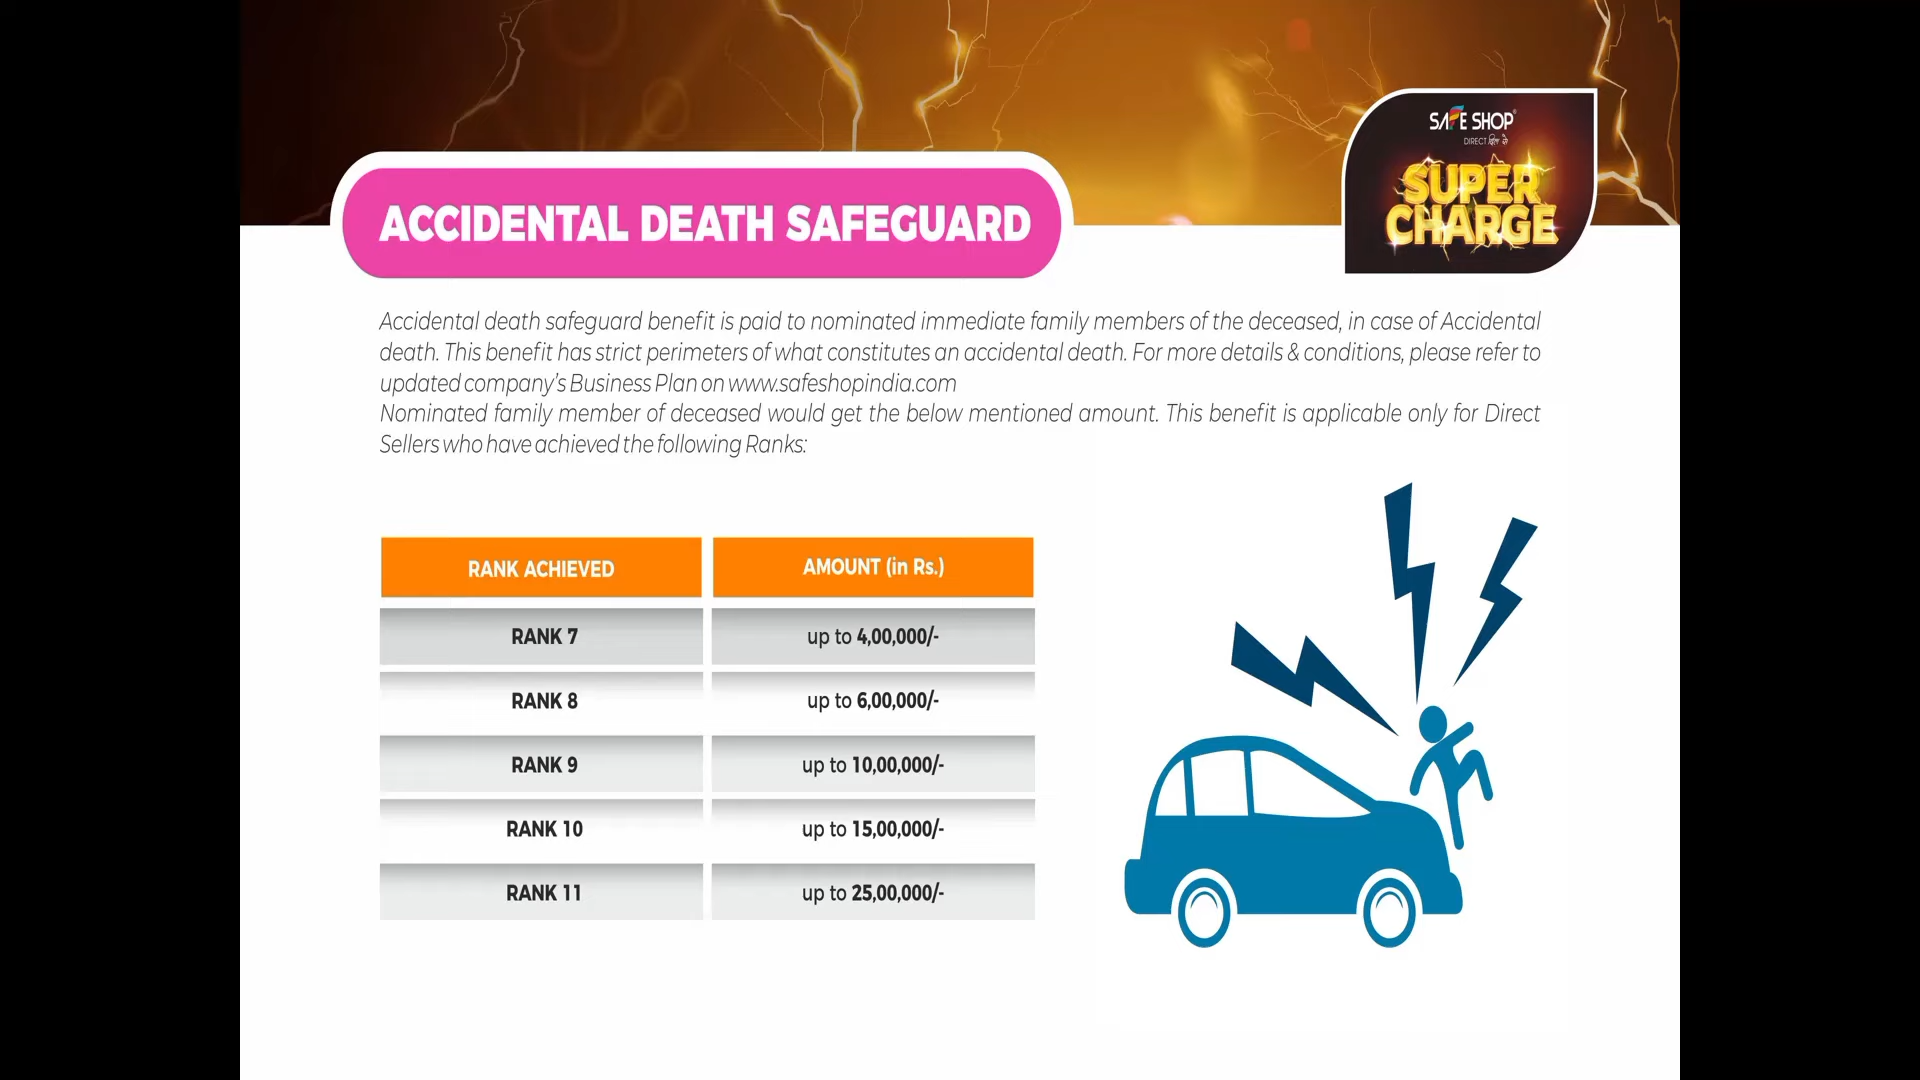 SAFE SHOP®
DIRECT दिल से
SUPER
CHARGE
ACCIDENTAL DEATH SAFEGUARD
Accidental death safeguard benefit is paid to nominated immediate family members of the deceased, in case of Accidental
death. This benefit has strict perimeters of what constitutes an accidental death. For more details & conditions, please refer to
updated company's Business Plan on www.safeshopindia.com
Nominated family member of deceased would get the below mentioned amount. This benefit is applicable only for Direct
Sellers who have achieved the following Ranks:
RANK ACHIEVED AMOUNT (in Rs.)
RANK 7 up to 4,00,000/-
RANK 8 up to 6,00,000/-
RANK 9 up to 10,00,000/-
RANK 10 up to 15,00,000/-
RANK 11 up to 25,00,000/-